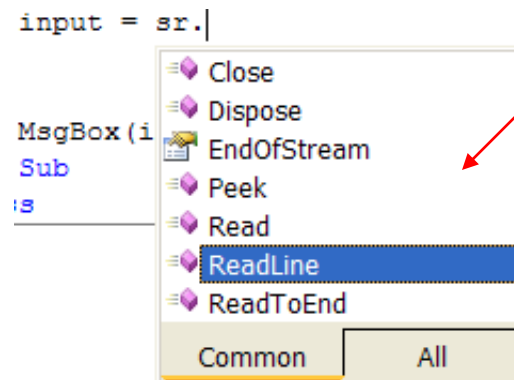 input = sr.
Close
Dispose
MsgBox(i
EndOfStream
Sub
Peek
s
Read
ReadLine
ReadToEnd
Common All